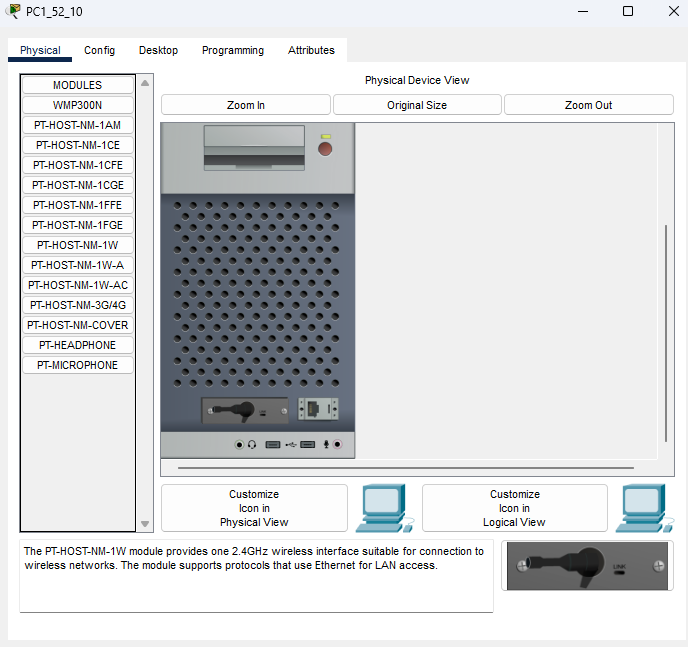 PC1_52_10
Physical
Config
Desktop
Programming
Attributes
MODULES
WMP300N
PT-HOST-NM-1AM
PT-HOST-NM-1CE
PT-HOST-NM-1CFE
PT-HOST-NM-1CGE
PT-HOST-NM-1FFE
PT-HOST-NM-1FGE
PT-HOST-NM-1W
PT-HOST-NM-1W-A
PT-HOST-NM-1W-AC
PT-HOST-NM-3G/4G
PT-HOST-NM-COVER
PT-HEADPHONE
PT-MICROPHONE
Physical Device View
Zoom In
Original Size
Zoom Out
Customize
Icon in
Physical View
Customize
Icon in
Logical View
The PT-HOST-NM-1W module provides one 2.4GHz wireless interface suitable for connection to
wireless networks. The module supports protocols that use Ethernet for LAN access.
LINK